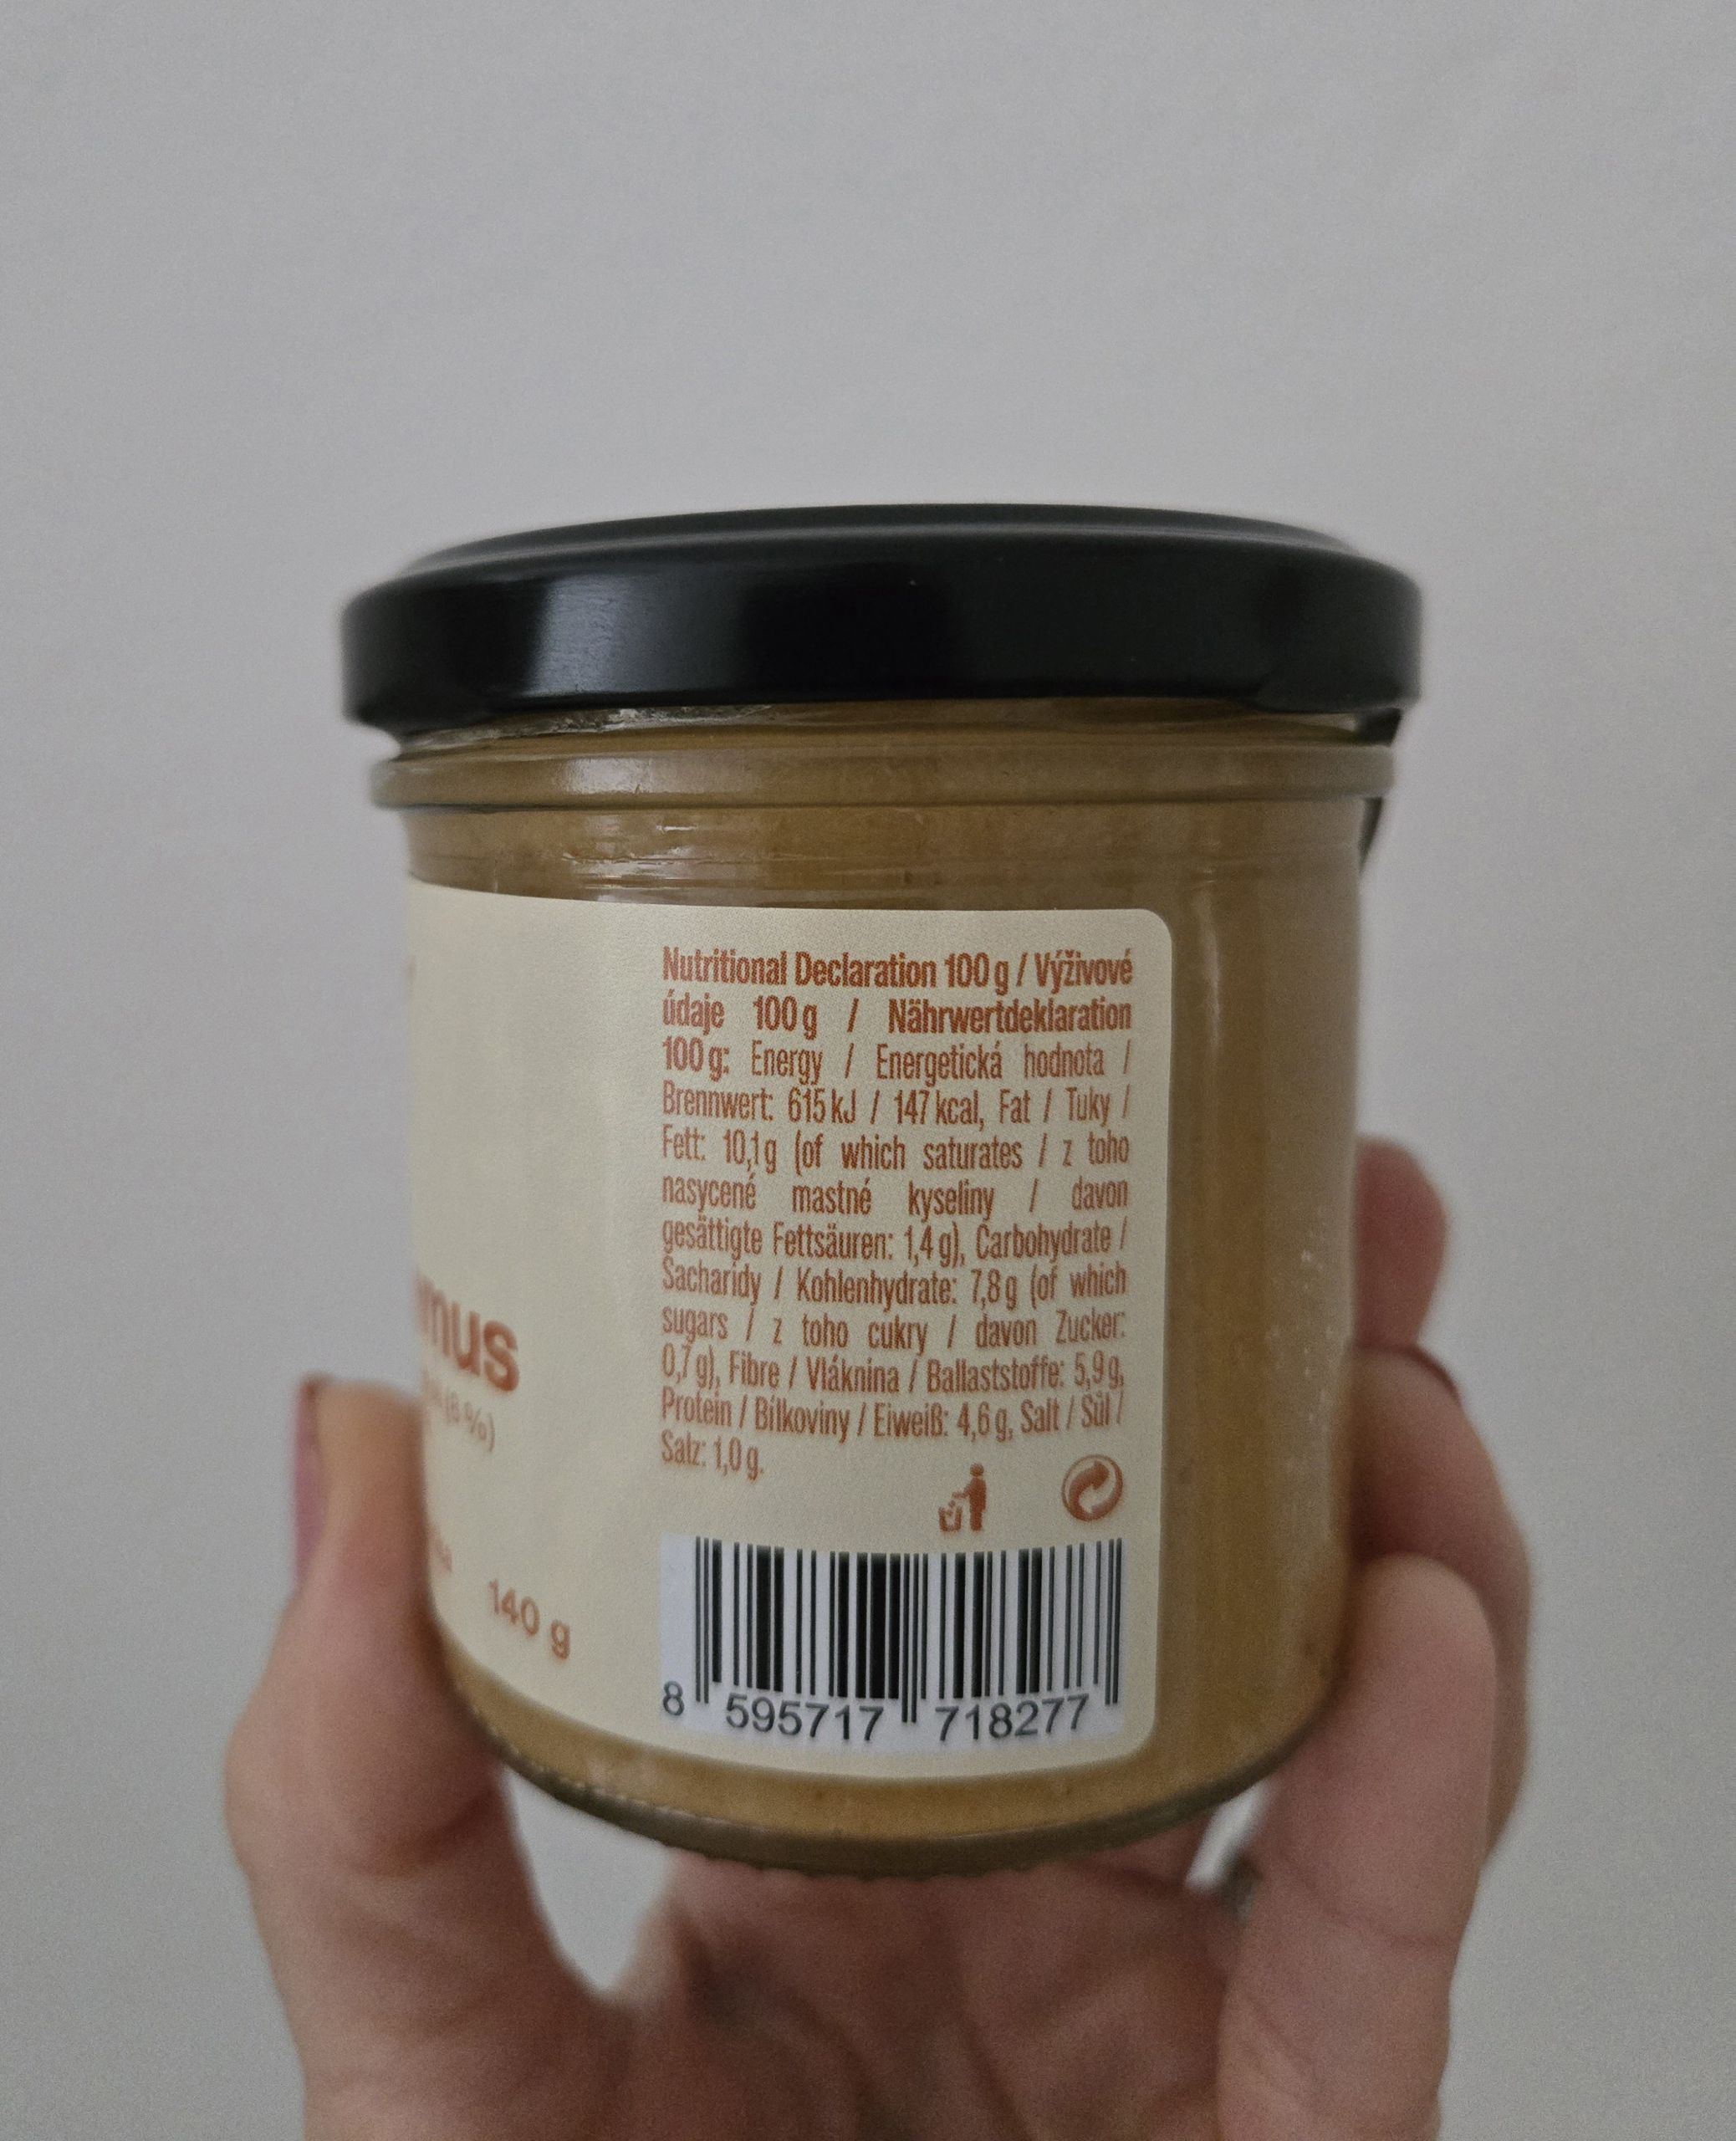 Nutritional Declaration 100 g / Výživové
údaje 100 g / Nährwertdeklaration
100 g: Energy / Energetická hodnota /
Brennwert: 615 kJ / 147 kcal, Fat / Tuky /
Fett: 10,1 g (of which saturates / z toho
nasycené mastné kyseliny / davon
gesättigte Fettsäuren: 1,4 g), Carbohydrate /
Sacharidy / Kohlenhydrate: 7,8 g (of which
sugars / z toho cukry / davon Zucker:
0,7 g), Fibre / Vláknina / Ballaststoffe: 5,9 g,
Protein / Bílkoviny / Eiweiß: 4,6 g, Salt / Sůl /
Salz: 1,0 g.
(8 %)
140 g
8 595717 718277